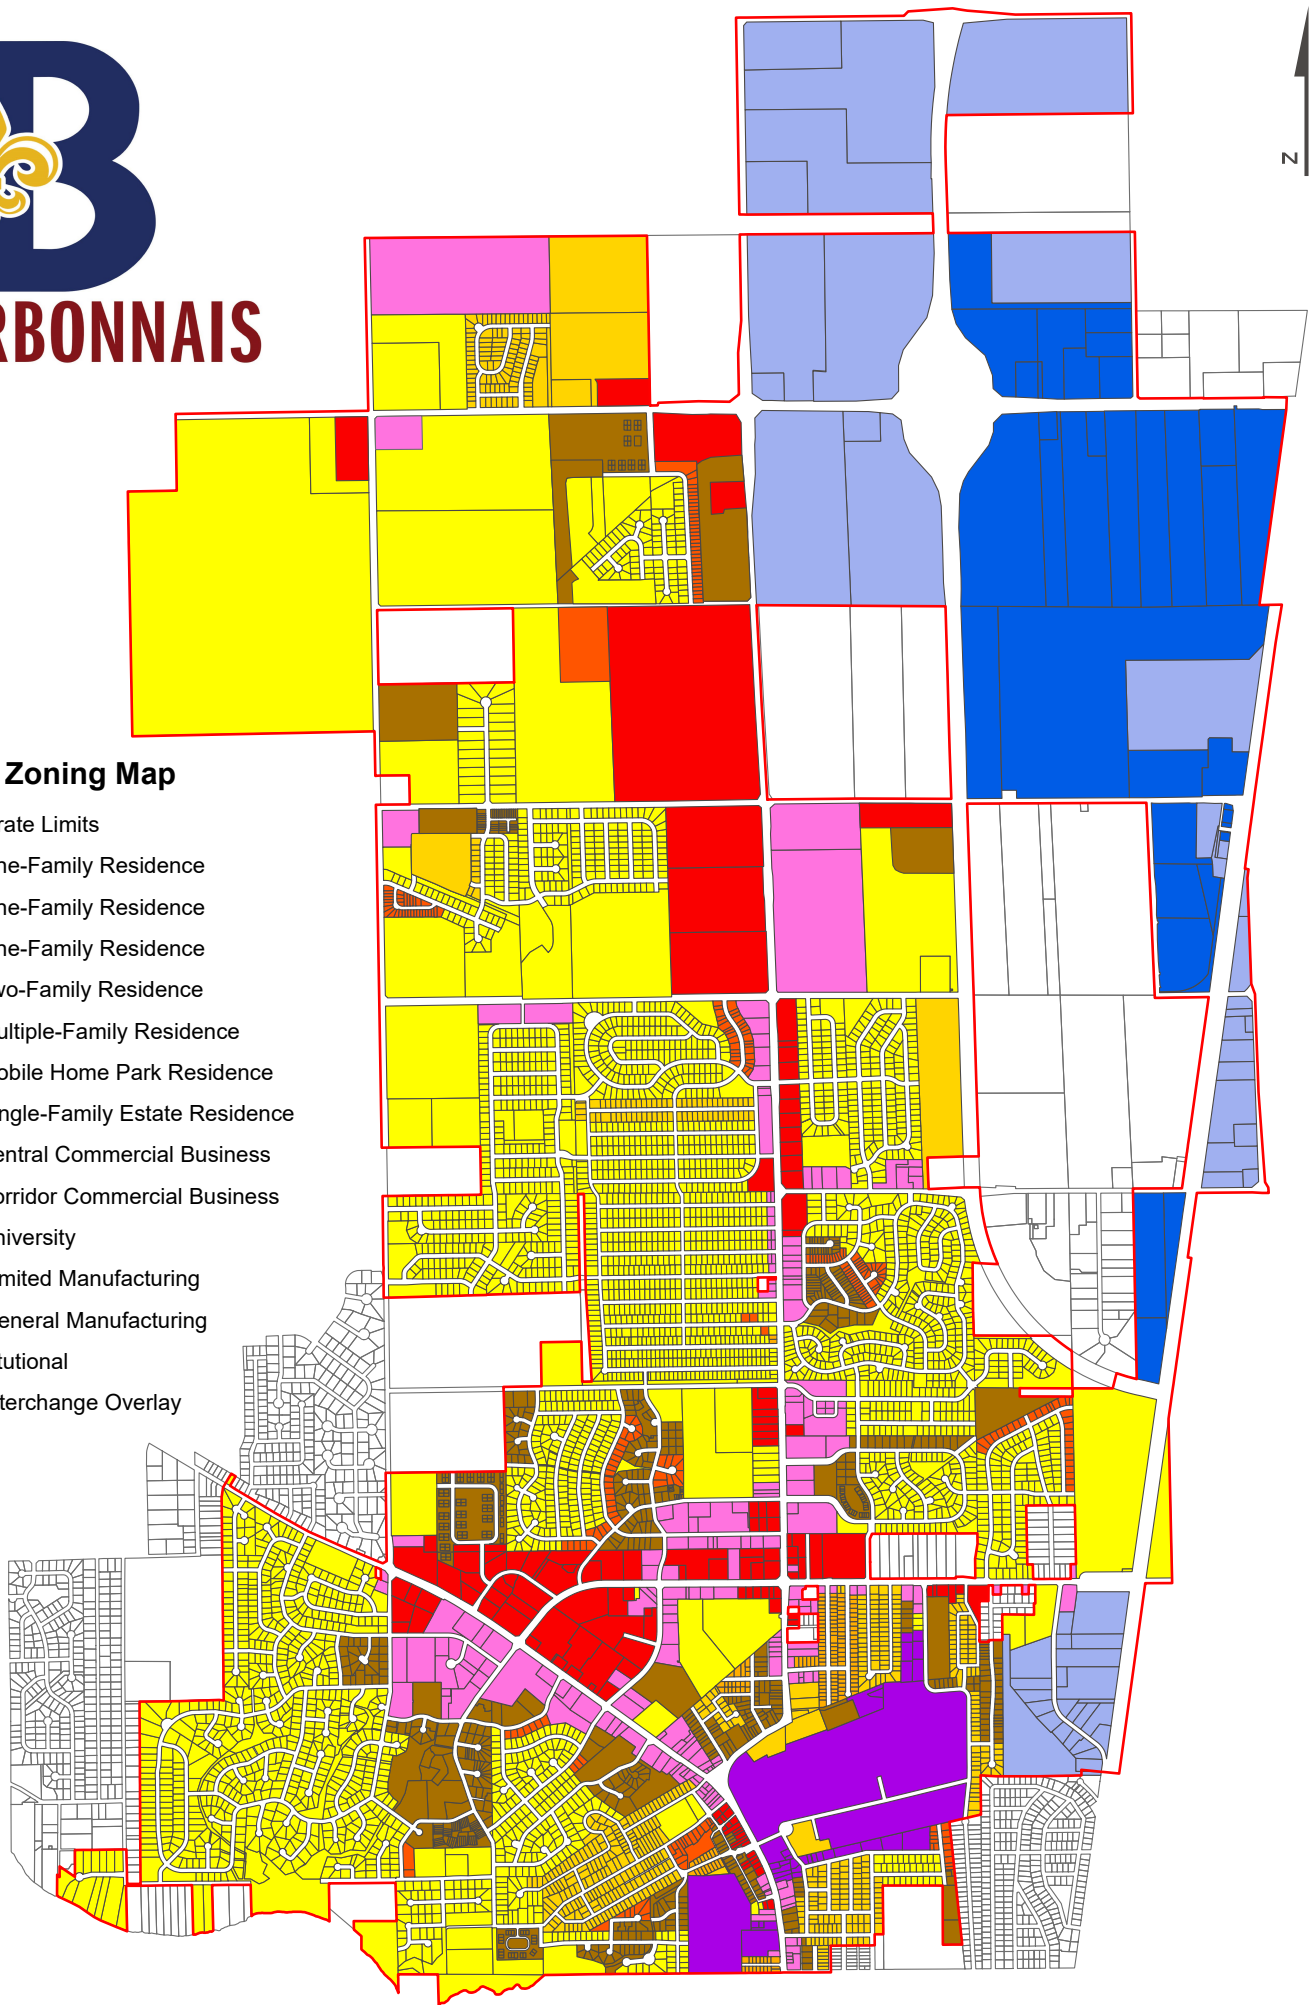 B
RBONNAIS
N
Zoning Map
rate Limits
ne-Family Residence
ne-Family Residence
ne-Family Residence
wo-Family Residence
ultiple-Family Residence
obile Home Park Residence
ngle-Family Estate Residence
entral Commercial Business
orridor Commercial Business
niversity
mited Manufacturing
eneral Manufacturing
tutional
terchange Overlay